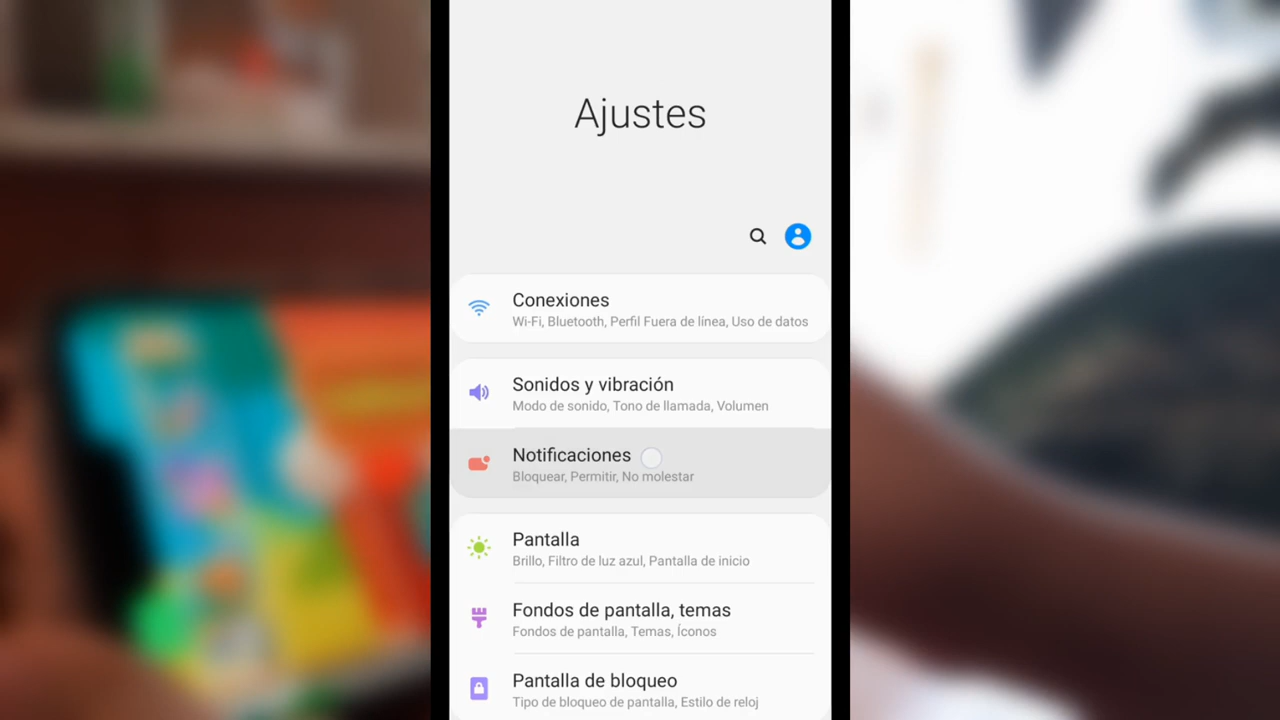 Ajustes
Conexiones
Wi-Fi, Bluetooth, Perfil Fuera de línea, Uso de datos
Sonidos y vibración
Modo de sonido, Tono de llamada, Volumen
Notificaciones
Bloquear, Permitir, No molestar
Pantalla
Brillo, Filtro de luz azul, Pantalla de inicio
Fondos de pantalla, temas
Fondos de pantalla, Temas, Íconos
Pantalla de bloqueo
Tipo de bloqueo de pantalla, Estilo de reloj